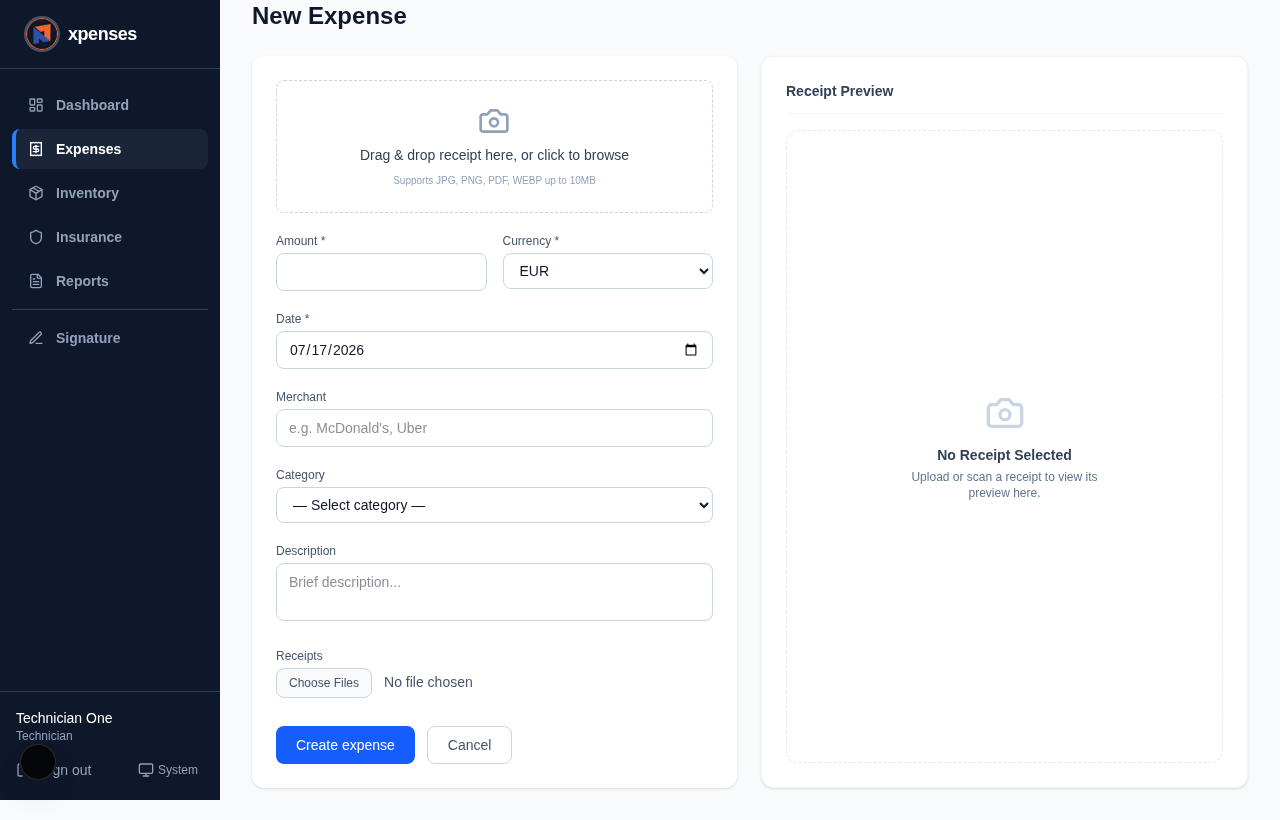 xpenses
Dashboard
Expenses
Inventory
Insurance
Reports
Signature
Technician One
Technician
gn out
System
New Expense
Drag & drop receipt here, or click to browse
Supports JPG, PNG, PDF, WEBP up to 10MB
Amount *
Currency *
EUR
Date *
07/17/2026
Merchant
e.g. McDonald's, Uber
Category
— Select category —
Description
Brief description...
Receipts
Choose Files No file chosen
Create expense
Cancel
Receipt Preview
No Receipt Selected
Upload or scan a receipt to view its
preview here.